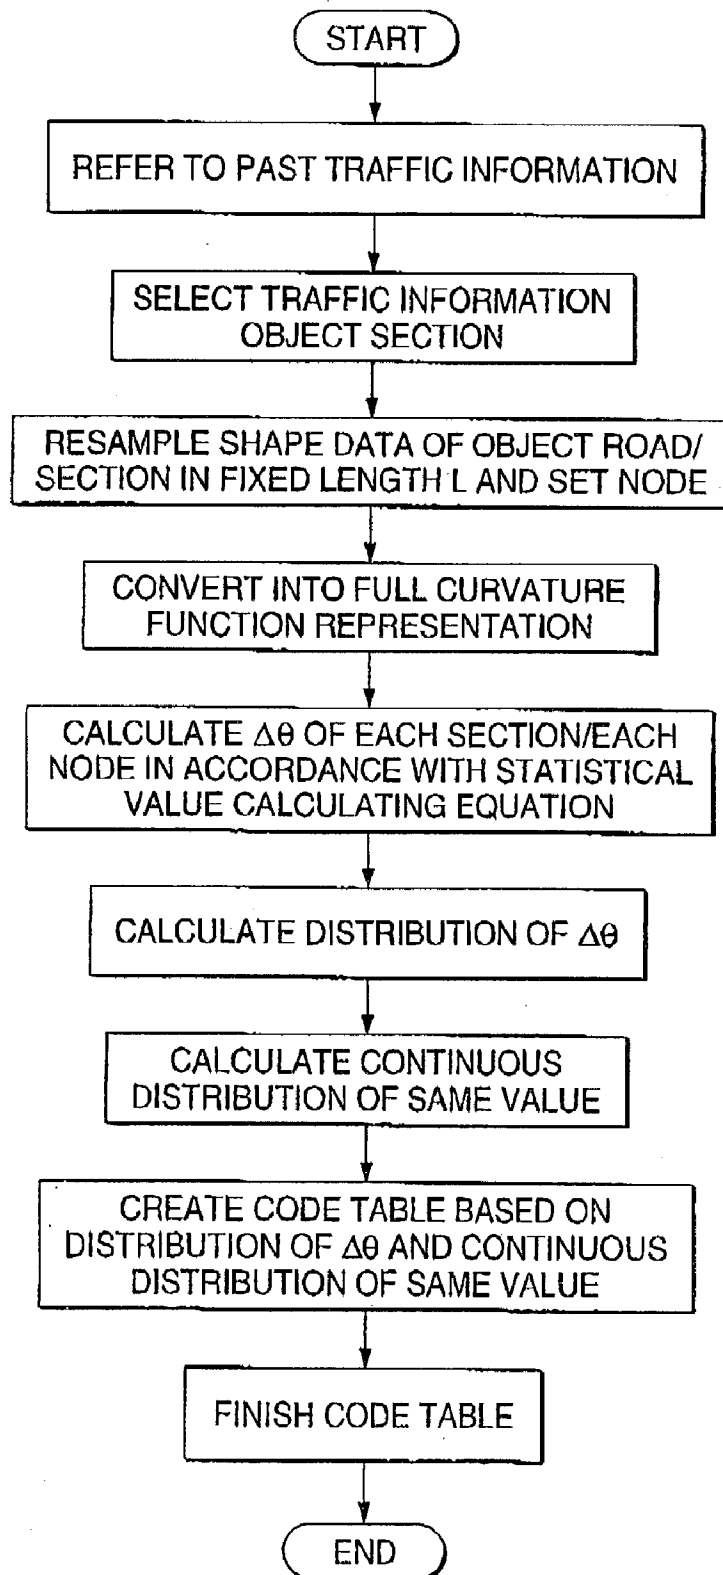 START
REFER TO PAST TRAFFIC INFORMATION
SELECT TRAFFIC INFORMATION
OBJECT SECTION
RESAMPLE SHAPE DATA OF OBJECT ROAD/
SECTION IN FIXED LENGTH L AND SET NODE
CONVERT INTO FULL CURVATURE
FUNCTION REPRESENTATION
CALCULATE Δθ OF EACH SECTION/EACH
NODE IN ACCORDANCE WITH STATISTICAL
VALUE CALCULATING EQUATION
CALCULATE DISTRIBUTION OF Δθ
CALCULATE CONTINUOUS
DISTRIBUTION OF SAME VALUE
CREATE CODE TABLE BASED ON
DISTRIBUTION OF Δθ AND CONTINUOUS
DISTRIBUTION OF SAME VALUE
FINISH CODE TABLE
END